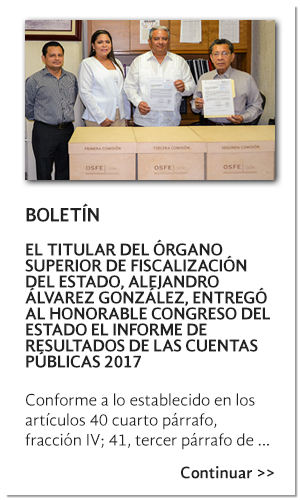 PRIMERA COMISIÓN
TERCERA COMISIÓN
SEGUNDA COMISIÓN
OSFE
OSFE
OSFE
BOLETÍN
EL TITULAR DEL ÓRGANO
SUPERIOR DE FISCALIZACIÓN
DEL ESTADO, ALEJANDRO
ÁLVAREZ GONZÁLEZ, ENTREGÓ
AL HONORABLE CONGRESO DEL
ESTADO EL INFORME DE
RESULTADOS DE LAS CUENTAS
PÚBLICAS 2017
Conforme a lo establecido en los
artículos 40 cuarto párrafo,
fracción IV; 41, tercer párrafo de ...
Continuar >>